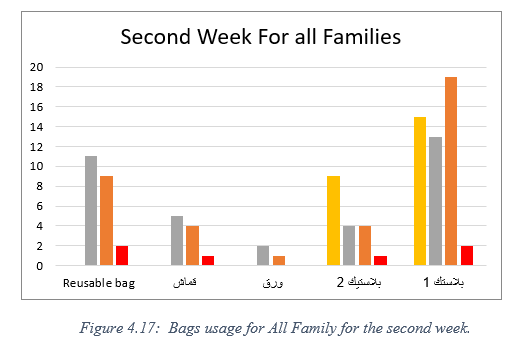 Second Week For all Families
20
18
16
14
12
10
8
6
4
2
0
Reusable bag
قماش
ورق
بلاستيك 2
بلاستك 1
Figure 4.17: Bags usage for All Family for the second week.